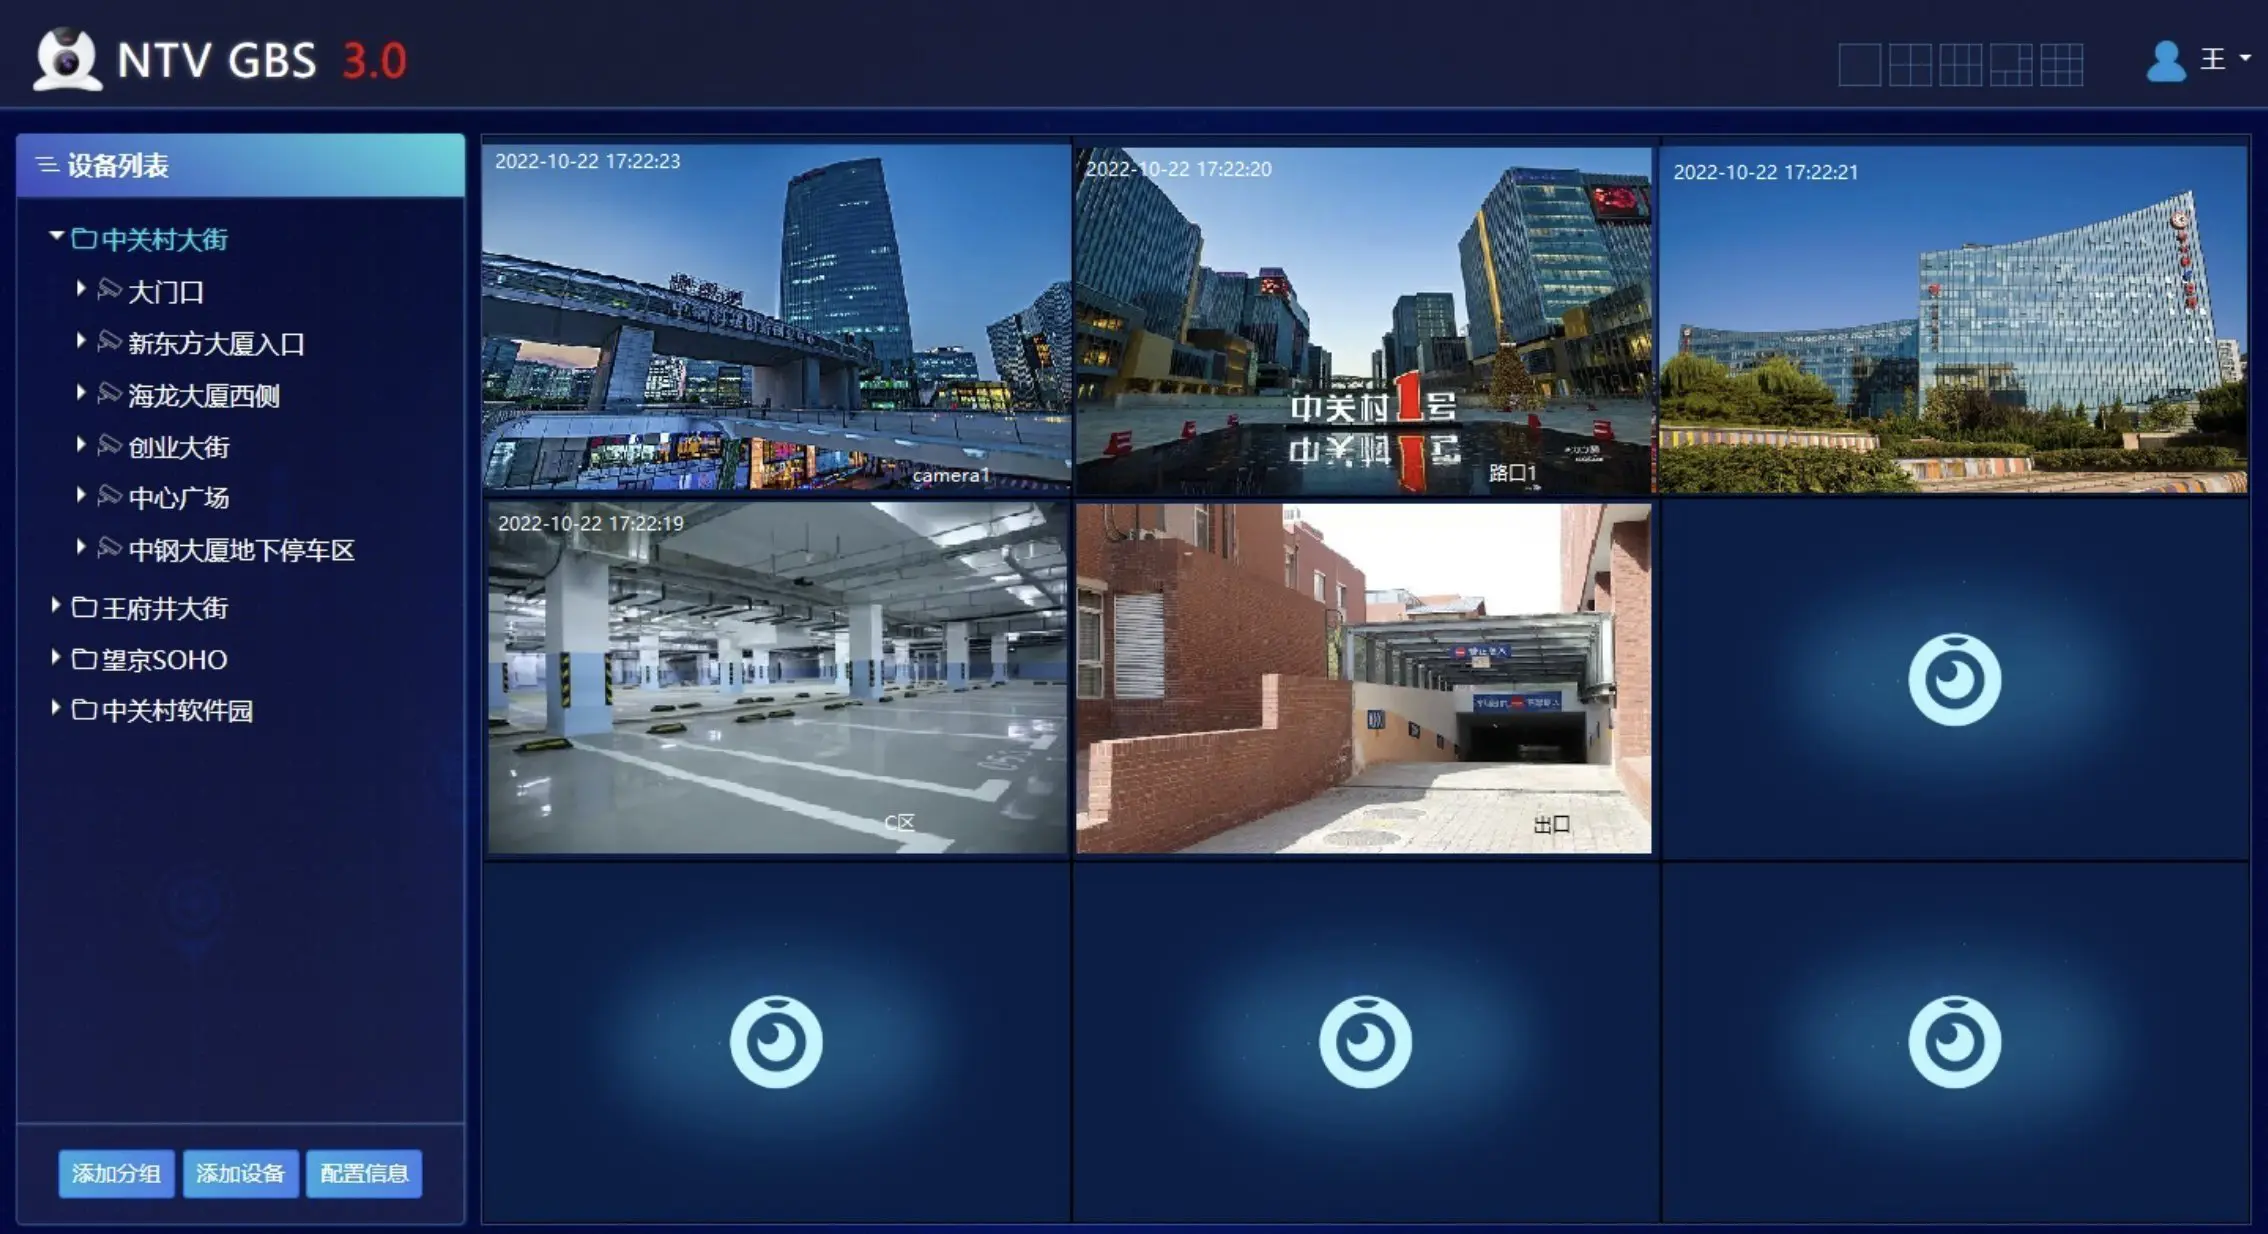 NTV GBS 3.0
王
设备列表
中关村大街
大门口
新东方大厦入口
海龙大厦西侧
创业大街
中心广场
中钢大厦地下停车区
王府井大街
望京SOHO
中关村软件园
添加分组
添加设备
配置信息
2022-10-22 17:22:23
camera1
2022-10-22 17:22:20
中关村1号
路口1
2022-10-22 17:22:21
2022-10-22 17:22:19
C区
出口